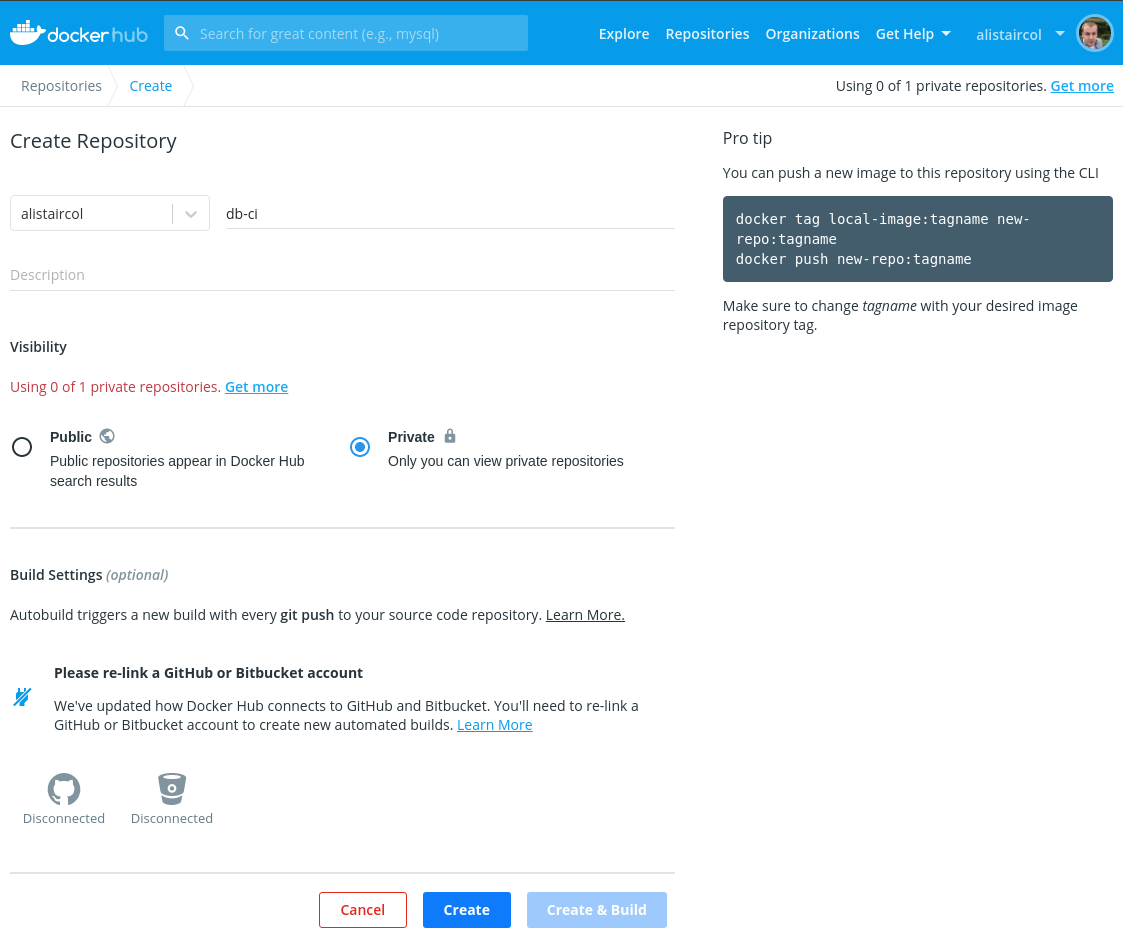 dockerhub
Search for great content (e.g., mysql)
Explore Repositories Organizations Get Help alistaircol
Repositories Create
Using 0 of 1 private repositories. Get more
Create Repository
alistaircol
db-ci
Description
Visibility
Using 0 of 1 private repositories. Get more
Public
Public repositories appear in Docker Hub
search results
Private
Only you can view private repositories
Build Settings (optional)
Autobuild triggers a new build with every git push to your source code repository. Learn More.
Please re-link a GitHub or Bitbucket account
We've updated how Docker Hub connects to GitHub and Bitbucket. You'll need to re-link a
GitHub or Bitbucket account to create new automated builds. Learn More
Disconnected
Disconnected
Cancel
Create
Create & Build
Pro tip
You can push a new image to this repository using the CLI
docker tag local-image:tagname new-
repo:tagname
docker push new-repo:tagname
Make sure to change tagname with your desired image
repository tag.